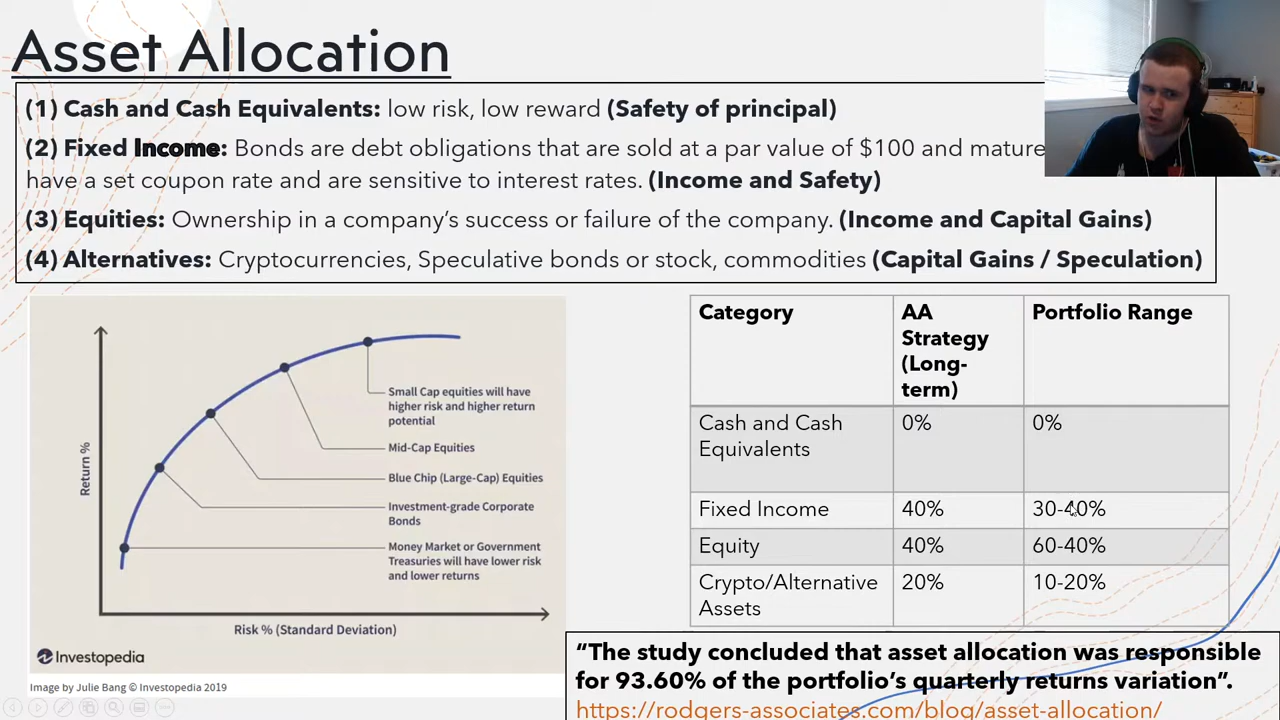 Asset Allocation
(1) Cash and Cash Equivalents: low risk, low reward (Safety of principal)
(2) Fixed Income: Bonds are debt obligations that are sold at a par value of $100 and mature
have a set coupon rate and are sensitive to interest rates. (Income and Safety)
(3) Equities: Ownership in a company's success or failure of the company. (Income and Capital Gains)
(4) Alternatives: Cryptocurrencies, Speculative bonds or stock, commodities (Capital Gains / Speculation)
Return %
Small Cap equities will have
higher risk and higher return
potential
Mid-Cap Equities
Blue Chip (Large-Cap) Equities
Investment-grade Corporate
Bonds
Money Market or Government
Treasuries will have lower risk
and lower returns
Risk % (Standard Deviation)
Investopedia
Image by Julie Bang © Investopedia 2019
Category
AA
Strategy
(Long-
term)
Portfolio Range
Cash and Cash
Equivalents
0%
0%
Fixed Income
40%
30-40%
Equity
40%
60-40%
Crypto/Alternative
Assets
20%
10-20%
"The study concluded that asset allocation was responsible
for 93.60% of the portfolio's quarterly returns variation".
https://rodgers-associates.com/blog/asset-allocation/